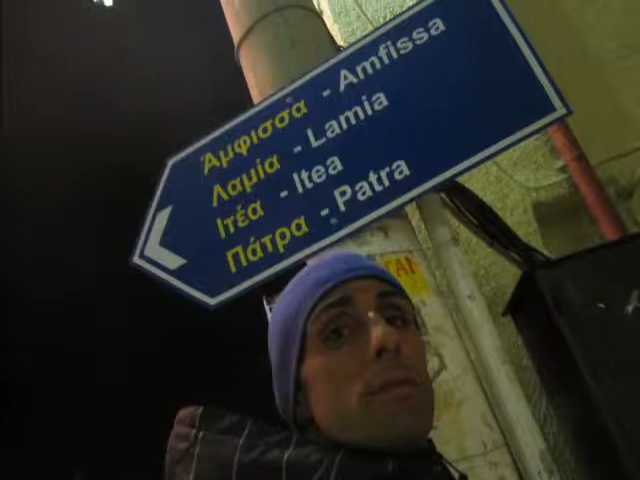 Άμφισσα - Amfissa
Λαμία - Lamia
Ιτέα - Itea
Πάτρα - Patra